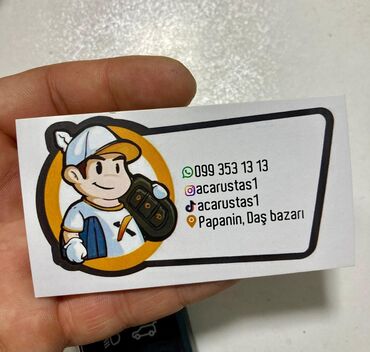 099 353 13 13
acarustas1
acarustas1
Papanin, Daş bazarı